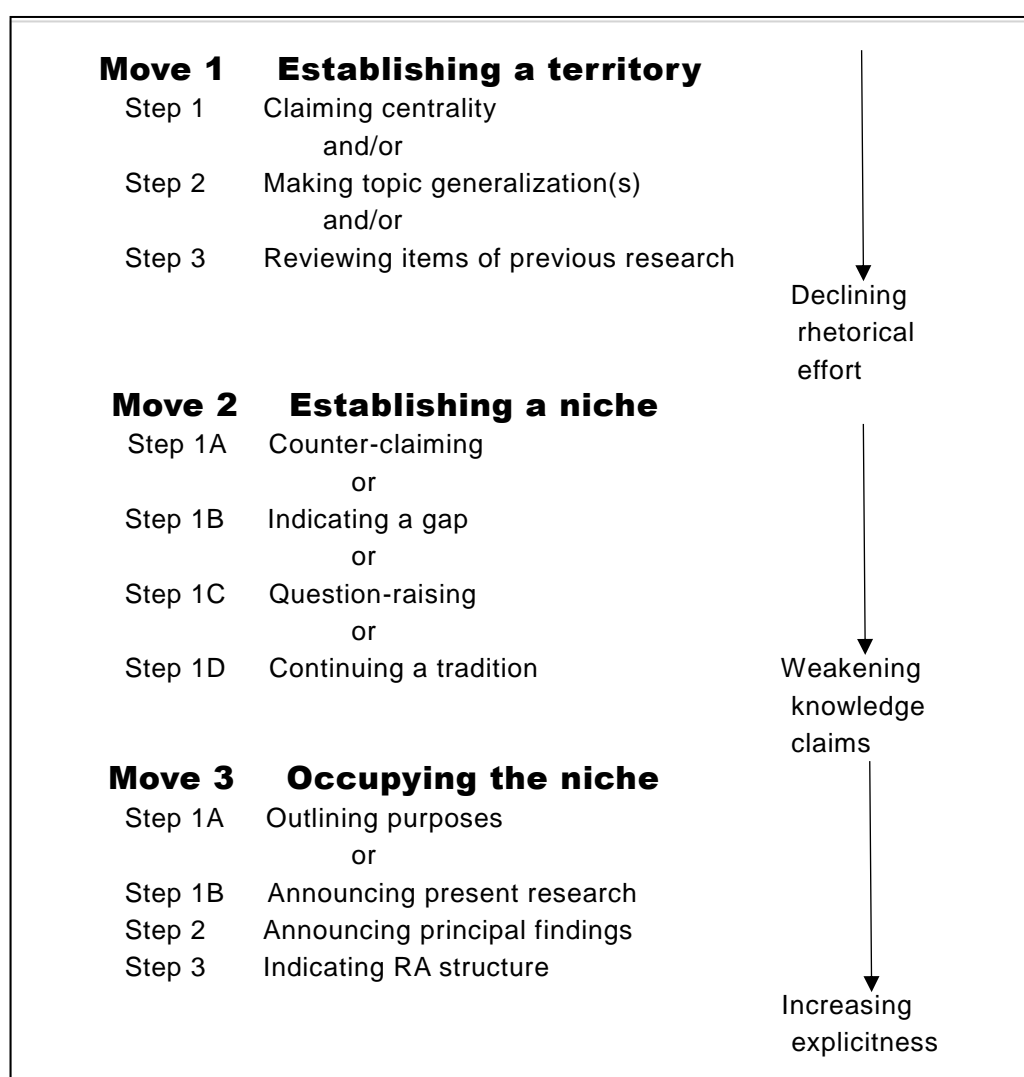 Move 1 Establishing a territory
Step 1 Claiming centrality
and/or
Step 2 Making topic generalization(s)
and/or
Step 3 Reviewing items of previous research
Declining
rhetorical
effort
Move 2 Establishing a niche
Step 1A Counter-claiming
or
Step 1B Indicating a gap
or
Step 1C Question-raising
or
Step 1D Continuing a tradition
Weakening
knowledge
claims
Move 3 Occupying the niche
Step 1A Outlining purposes
or
Step 1B Announcing present research
Step 2 Announcing principal findings
Step 3 Indicating RA structure
Increasing
explicitness